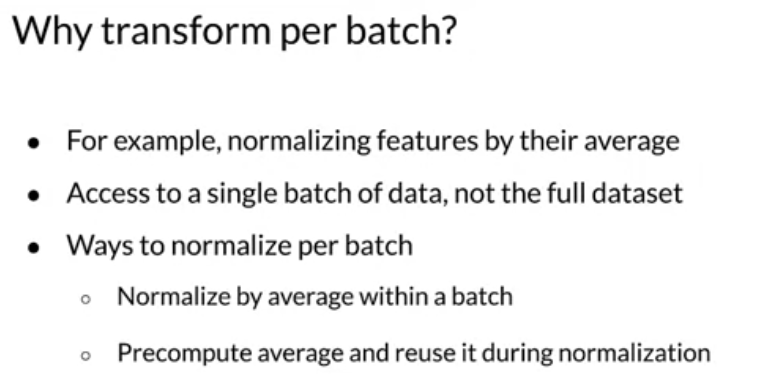 Why transform per batch?
● For example, normalizing features by their average
● Access to a single batch of data, not the full dataset
● Ways to normalize per batch
○ Normalize by average within a batch
○ Precompute average and reuse it during normalization